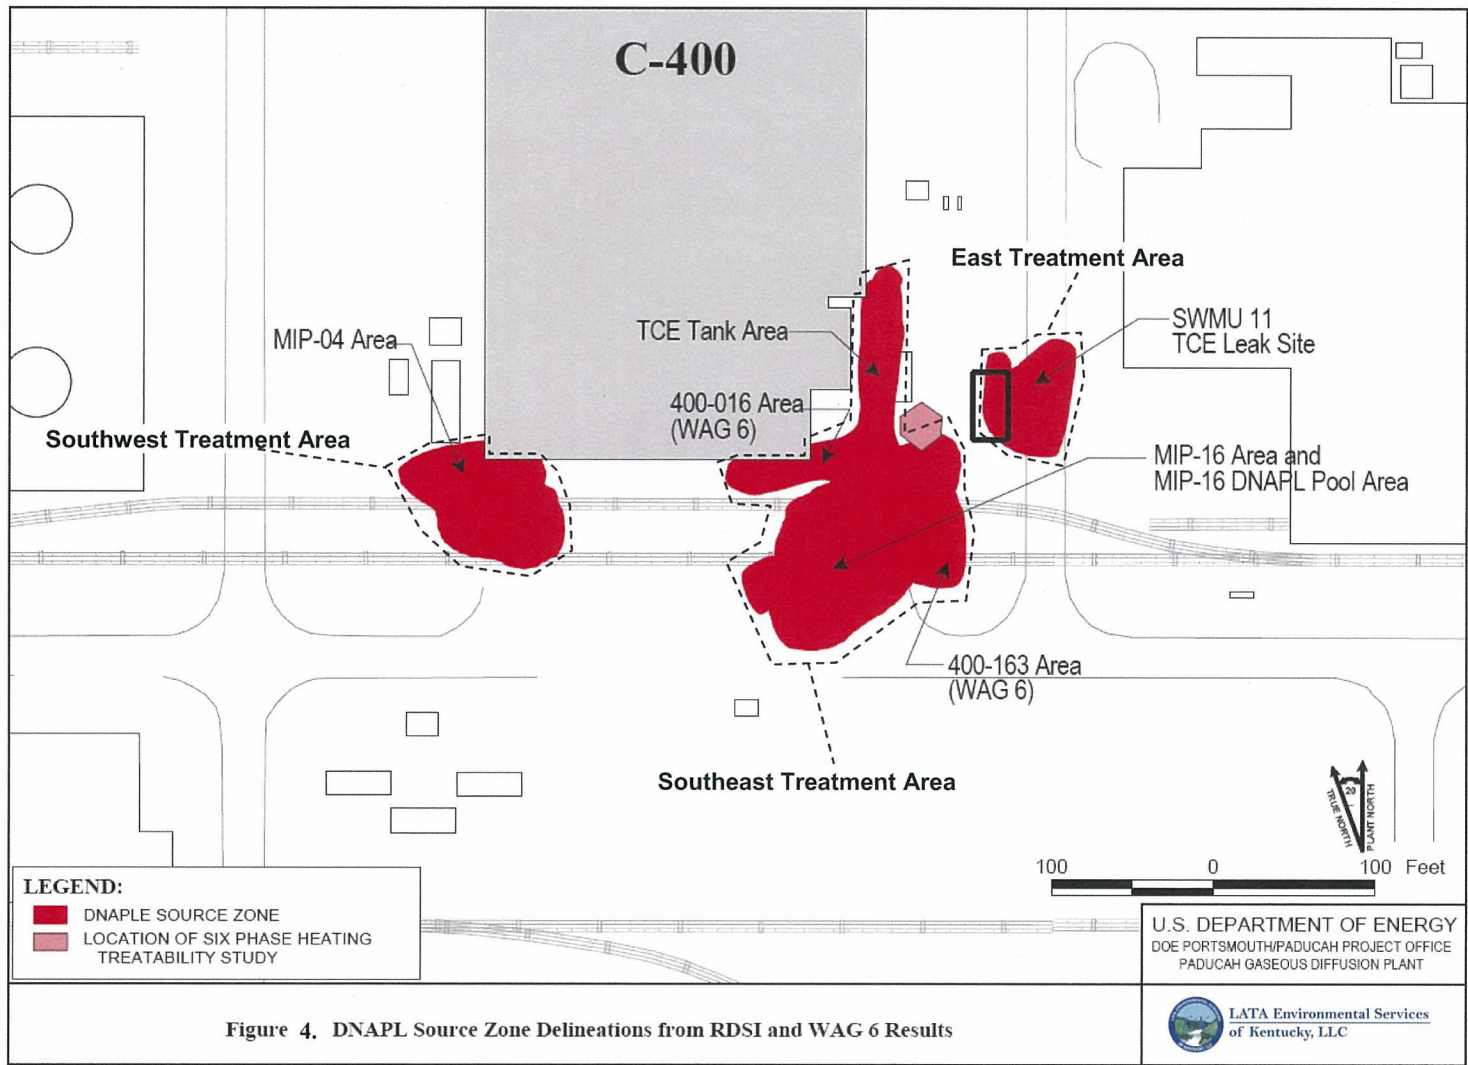 C-400
East Treatment Area
SWMU 11
TCE Leak Site
TCE Tank Area
MIP-04 Area
400-016 Area
(WAG 6)
Southwest Treatment Area
MIP-16 Area and
MIP-16 DNAPL Pool Area
400-163 Area
(WAG 6)
Southeast Treatment Area
20
TRUE NORTH
PLANT NORTH
100 0 100 Feet
LEGEND:
DNAPLE SOURCE ZONE
LOCATION OF SIX PHASE HEATING
TREATABILITY STUDY
U.S. DEPARTMENT OF ENERGY
DOE PORTSMOUTH/PADUCAH PROJECT OFFICE
PADUCAH GASEOUS DIFFUSION PLANT
Figure 4. DNAPL Source Zone Delineations from RDSI and WAG 6 Results
LATA Environmental Services
of Kentucky, LLC